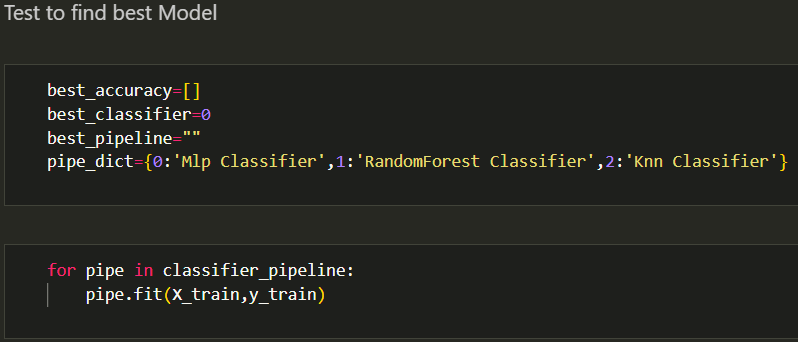 Test to find best Model
best_accuracy=[]
best_classifier=0
best_pipeline=""
pipe_dict={0:'Mlp Classifier',1:'RandomForest Classifier',2:'Knn Classifier'}
for pipe in classifier_pipeline:
    pipe.fit(X_train,y_train)